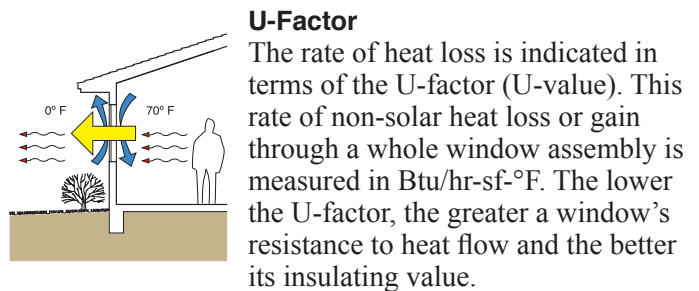 U-Factor
The rate of heat loss is indicated in
terms of the U-factor (U-value). This
rate of non-solar heat loss or gain
through a whole window assembly is
measured in Btu/hr-sf-°F. The lower
the U-factor, the greater a window's
resistance to heat flow and the better
its insulating value.
0º F
70º F